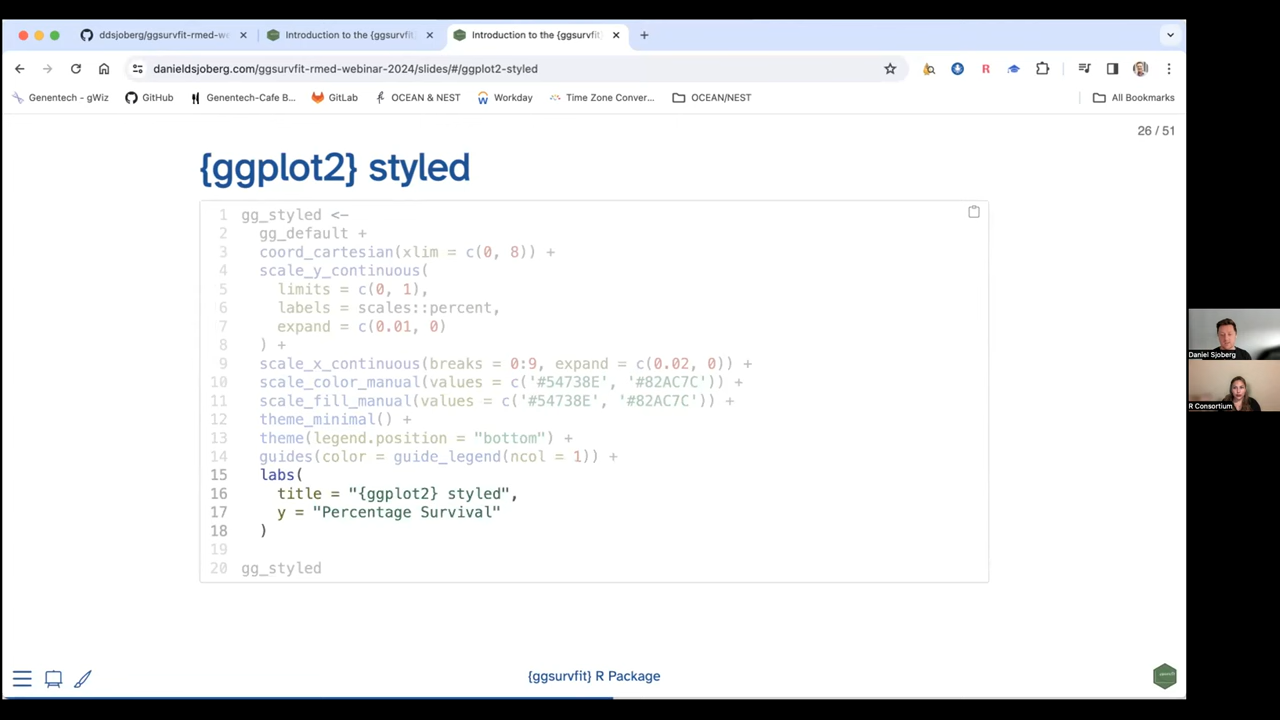 ddsjoberg/ggsurvfit-rmed-we
Introduction to the {ggsurvfit
Introduction to the {ggsurvfit
danieldsjoberg.com/ggsurvfit-rmed-webinar-2024/slides/#/ggplot2-styled
Genentech - gWiz
GitHub
Genentech-Cafe B...
GitLab
OCEAN & NEST
Workday
Time Zone Conver...
OCEAN/NEST
All Bookmarks
26 / 51
{ggplot2} styled
1 gg_styled <-
2 gg_default +
3 coord_cartesian(xlim = c(0, 8)) +
4 scale_y_continuous(
5 limits = c(0, 1),
6 labels = scales::percent,
7 expand = c(0.01, 0)
8 ) +
9 scale_x_continuous(breaks = 0:9, expand = c(0.02, 0)) +
10 scale_color_manual(values = c('#54738E', '#82AC7C')) +
11 scale_fill_manual(values = c('#54738E', '#82AC7C')) +
12 theme_minimal() +
13 theme(legend.position = "bottom") +
14 guides(color = guide_legend(ncol = 1)) +
15 labs(
16 title = "{ggplot2} styled",
17 y = "Percentage Survival"
18 )
19
20 gg_styled
{ggsurvfit} R Package
Daniel Sjoberg
R Consortium